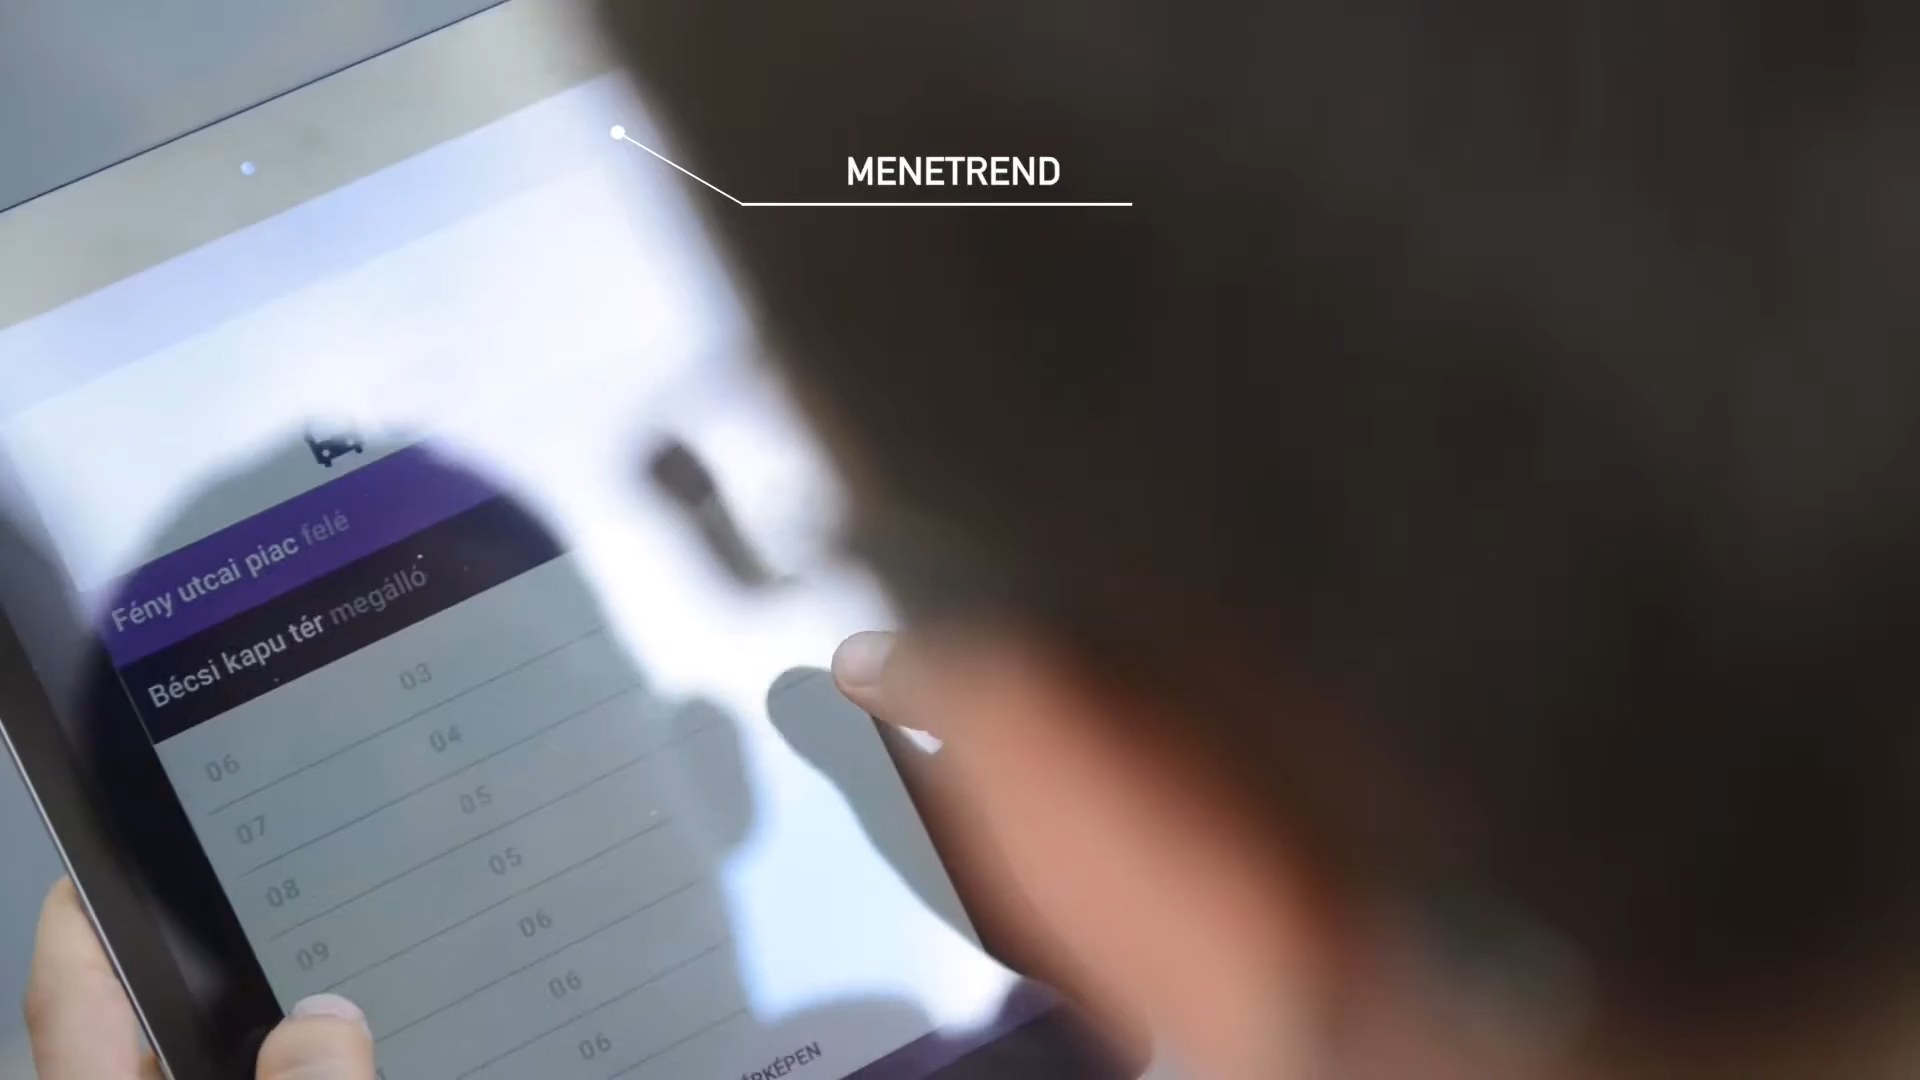 MENETREND
Fény utcai piac felé
Bécsi kapu tér megálló
06 03
07 04
08 05
09 05
06
06
06